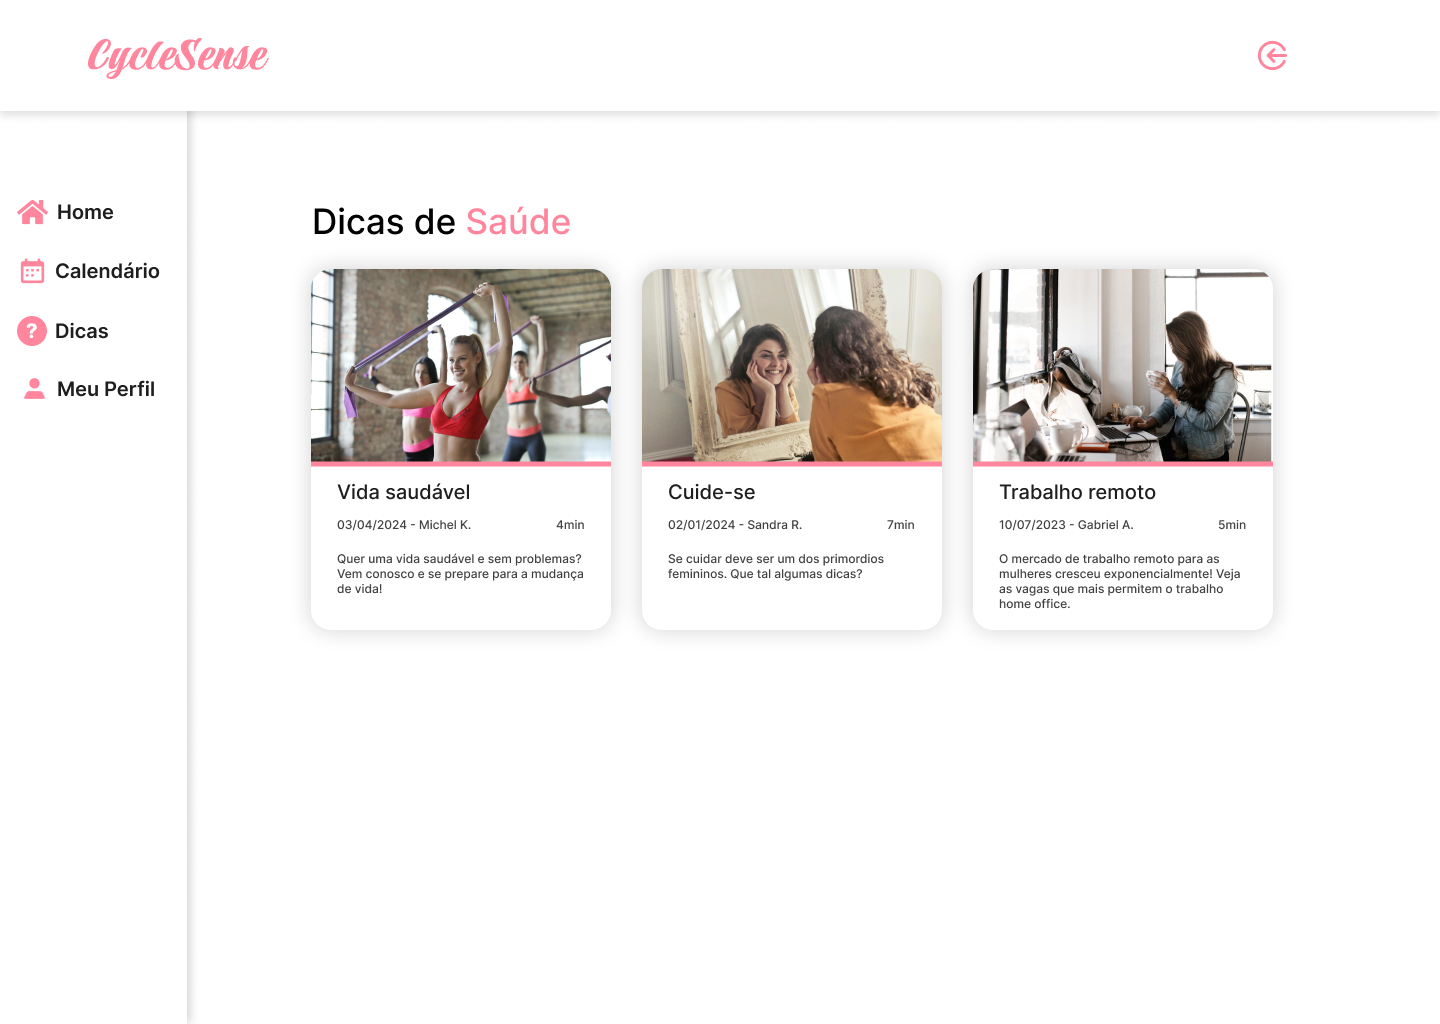 CycleSense
Home
Calendário
Dicas
Meu Perfil
Dicas de Saúde
Vida saudável
03/04/2024 - Michel K. 4min
Quer uma vida saudável e sem problemas?
Vem conosco e se prepare para a mudança
de vida!
Cuide-se
02/01/2024 - Sandra R. 7min
Se cuidar deve ser um dos primordios
femininos. Que tal algumas dicas?
Trabalho remoto
10/07/2023 - Gabriel A. 5min
O mercado de trabalho remoto para as
mulheres cresceu exponencialmente! Veja
as vagas que mais permitem o trabalho
home office.